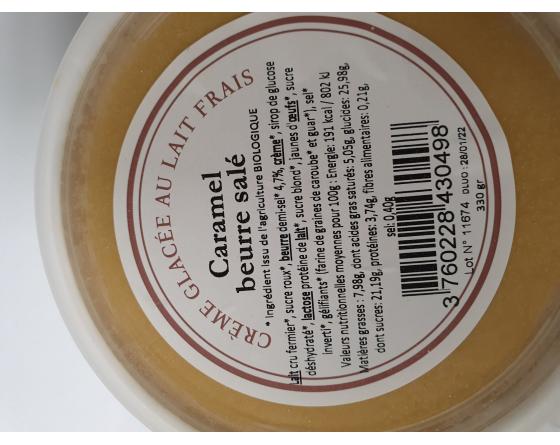 CRÈME GLACÉE AU LAIT FRAIS
Caramel
beurre salé
* Ingrédient issu de l'agriculture BIOLOGIQUE
Lait cru fermier*, sucre roux*, beurre demi-sel* 4,7%, crème*, sirop de glucose
déshydraté*, lactose protéine de lait*, sucre blond*, jaunes d'œufs*, sucre
inverti*, gélifiants* (farine de graines de caroube* et guar*), sel*
Valeurs nutritionnelles moyennes pour 100g : Energie: 191 kcal / 802 kJ
Matières grasses : 7,98g, dont acides gras saturés: 5,05g, glucides: 25,98g,
dont sucres: 21,19g, protéines: 3,74g, fibres alimentaires: 0,21g,
sel: 0,40g
3 760228 430498
Lot N° 11674 DLUO :28/01/22
330 gr